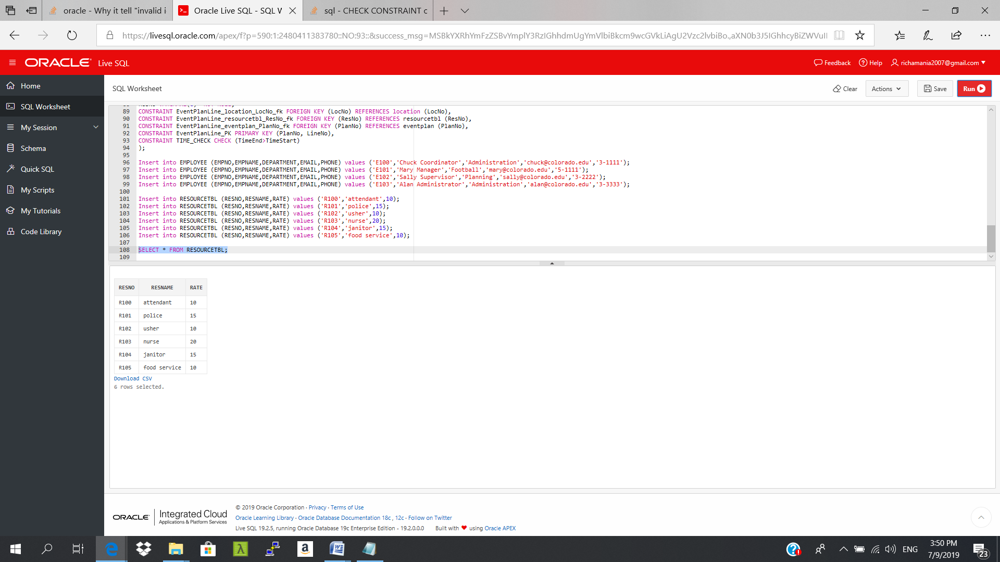 oracle - Why it tell "invalid i
Oracle Live SQL - SQL W
sql - CHECK CONSTRAINT c
https://livesql.oracle.com/apex/f?p=590:1:2480411383780::NO:93::&success_msg=MSBkYXRhYmFzZSBvYmplY3RzIGhhdmUgYmVlbiBkcm9wcGVkLiAgU2Vzc2lvbiBo.,aXN0b3J5IGhhcyBiZWVuII
ORACLE Live SQL
Feedback
Help
richamania2007@gmail.com
Home
SQL Worksheet
My Session
Schema
Quick SQL
My Scripts
My Tutorials
Code Library
SQL Worksheet
Clear
Actions
Save
Run
89 CONSTRAINT EventPlanLine_location_LocNo_fk FOREIGN KEY (LocNo) REFERENCES location (LocNo),
90 CONSTRAINT EventPlanLine_resourcetbl_ResNo_fk FOREIGN KEY (ResNo) REFERENCES resourcetbl (ResNo),
91 CONSTRAINT EventPlanLine_eventplan_PlanNo_fk FOREIGN KEY (PlanNo) REFERENCES eventplan (PlanNo),
92 CONSTRAINT EventPlanLine_PK PRIMARY KEY (PlanNo, LineNo),
93 CONSTRAINT TIME_CHECK CHECK (TimeEnd>TimeStart)
94 );
95
96 Insert into EMPLOYEE (EMPNO,EMPNAME,DEPARTMENT,EMAIL,PHONE) values ('E100','Chuck Coordinator','Administration','chuck@colorado.edu','3-1111');
97 Insert into EMPLOYEE (EMPNO,EMPNAME,DEPARTMENT,EMAIL,PHONE) values ('E101','Mary Manager','Football','mary@colorado.edu','5-1111');
98 Insert into EMPLOYEE (EMPNO,EMPNAME,DEPARTMENT,EMAIL,PHONE) values ('E102','Sally Supervisor','Planning','sally@colorado.edu','3-2222');
99 Insert into EMPLOYEE (EMPNO,EMPNAME,DEPARTMENT,EMAIL,PHONE) values ('E103','Alan Administrator','Administration','alan@colorado.edu','3-3333');
100
101 Insert into RESOURCETBL (RESNO,RESNAME,RATE) values ('R100','attendant',10);
102 Insert into RESOURCETBL (RESNO,RESNAME,RATE) values ('R101','police',15);
103 Insert into RESOURCETBL (RESNO,RESNAME,RATE) values ('R102','usher',10);
104 Insert into RESOURCETBL (RESNO,RESNAME,RATE) values ('R103','nurse',20);
105 Insert into RESOURCETBL (RESNO,RESNAME,RATE) values ('R104','janitor',15);
106 Insert into RESOURCETBL (RESNO,RESNAME,RATE) values ('R105','food service',10);
107
108 SELECT * FROM RESOURCETBL;
109
RESNO RESNAME RATE
R100 attendant 10
R101 police 15
R102 usher 10
R103 nurse 20
R104 janitor 15
R105 food service 10
Download CSV
6 rows selected.
ORACLE Integrated Cloud
Applications & Platform Services
© 2019 Oracle Corporation · Privacy · Terms of Use
Oracle Learning Library · Oracle Database Documentation 18c , 12c · Follow on Twitter
Live SQL 19.2.5, running Oracle Database 19c Enterprise Edition - 19.2.0.0.0 Built with ❤ using Oracle APEX
ENG
3:50 PM
7/9/2019
23